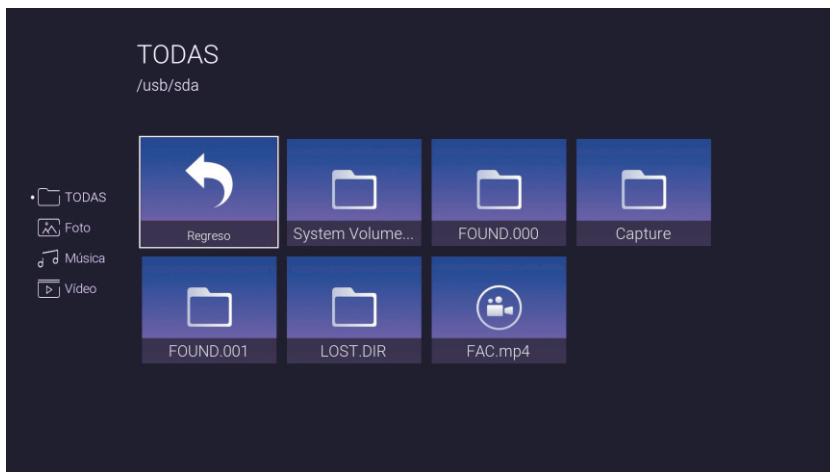 TODAS
/usb/sda
TODAS
Foto
Música
Vídeo
Regreso
System Volume...
FOUND.000
Capture
FOUND.001
LOST.DIR
FAC.mp4